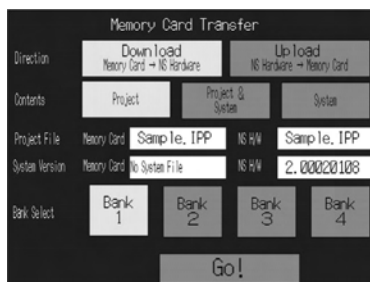 Memory Card Transfer
Direction
Download
Memory Card → NS Hardware
Upload
NS Hardware → Memory Card
Contents
Project
Project &
System
System
Project File
Memory Card
Sample.IPP
NS H/W
Sample.IPP
System Version
Memory Card
No System File
NS H/W
2.00020108
Bank Select
Bank
1
Bank
2
Bank
3
Bank
4
Go!